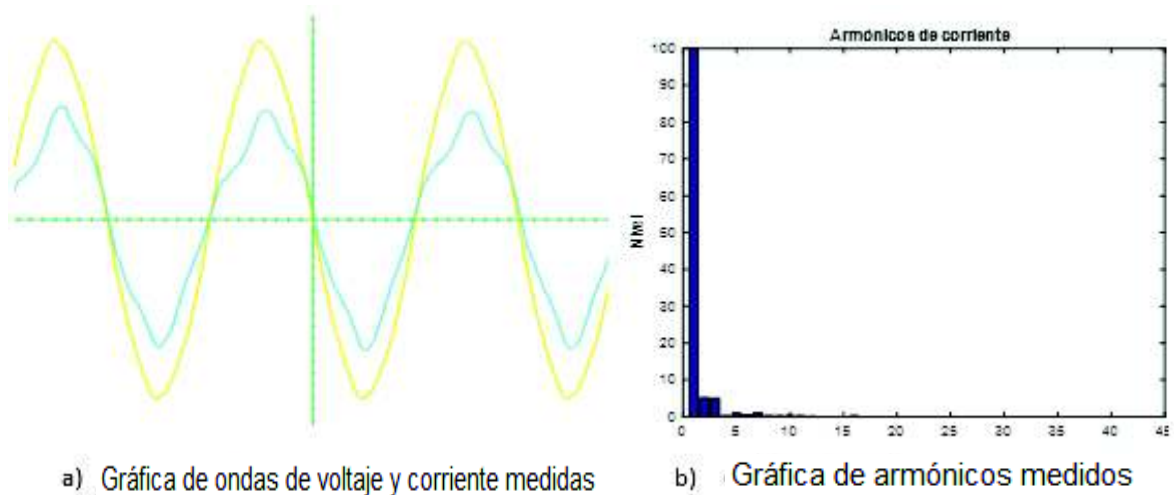 Armónicos de corriente
100
90
80
70
60
50
40
30
20
10
0
Nivel
0 5 10 15 20 25 30 35 40 45
a) Gráfica de ondas de voltaje y corriente medidas
b) Gráfica de armónicos medidos